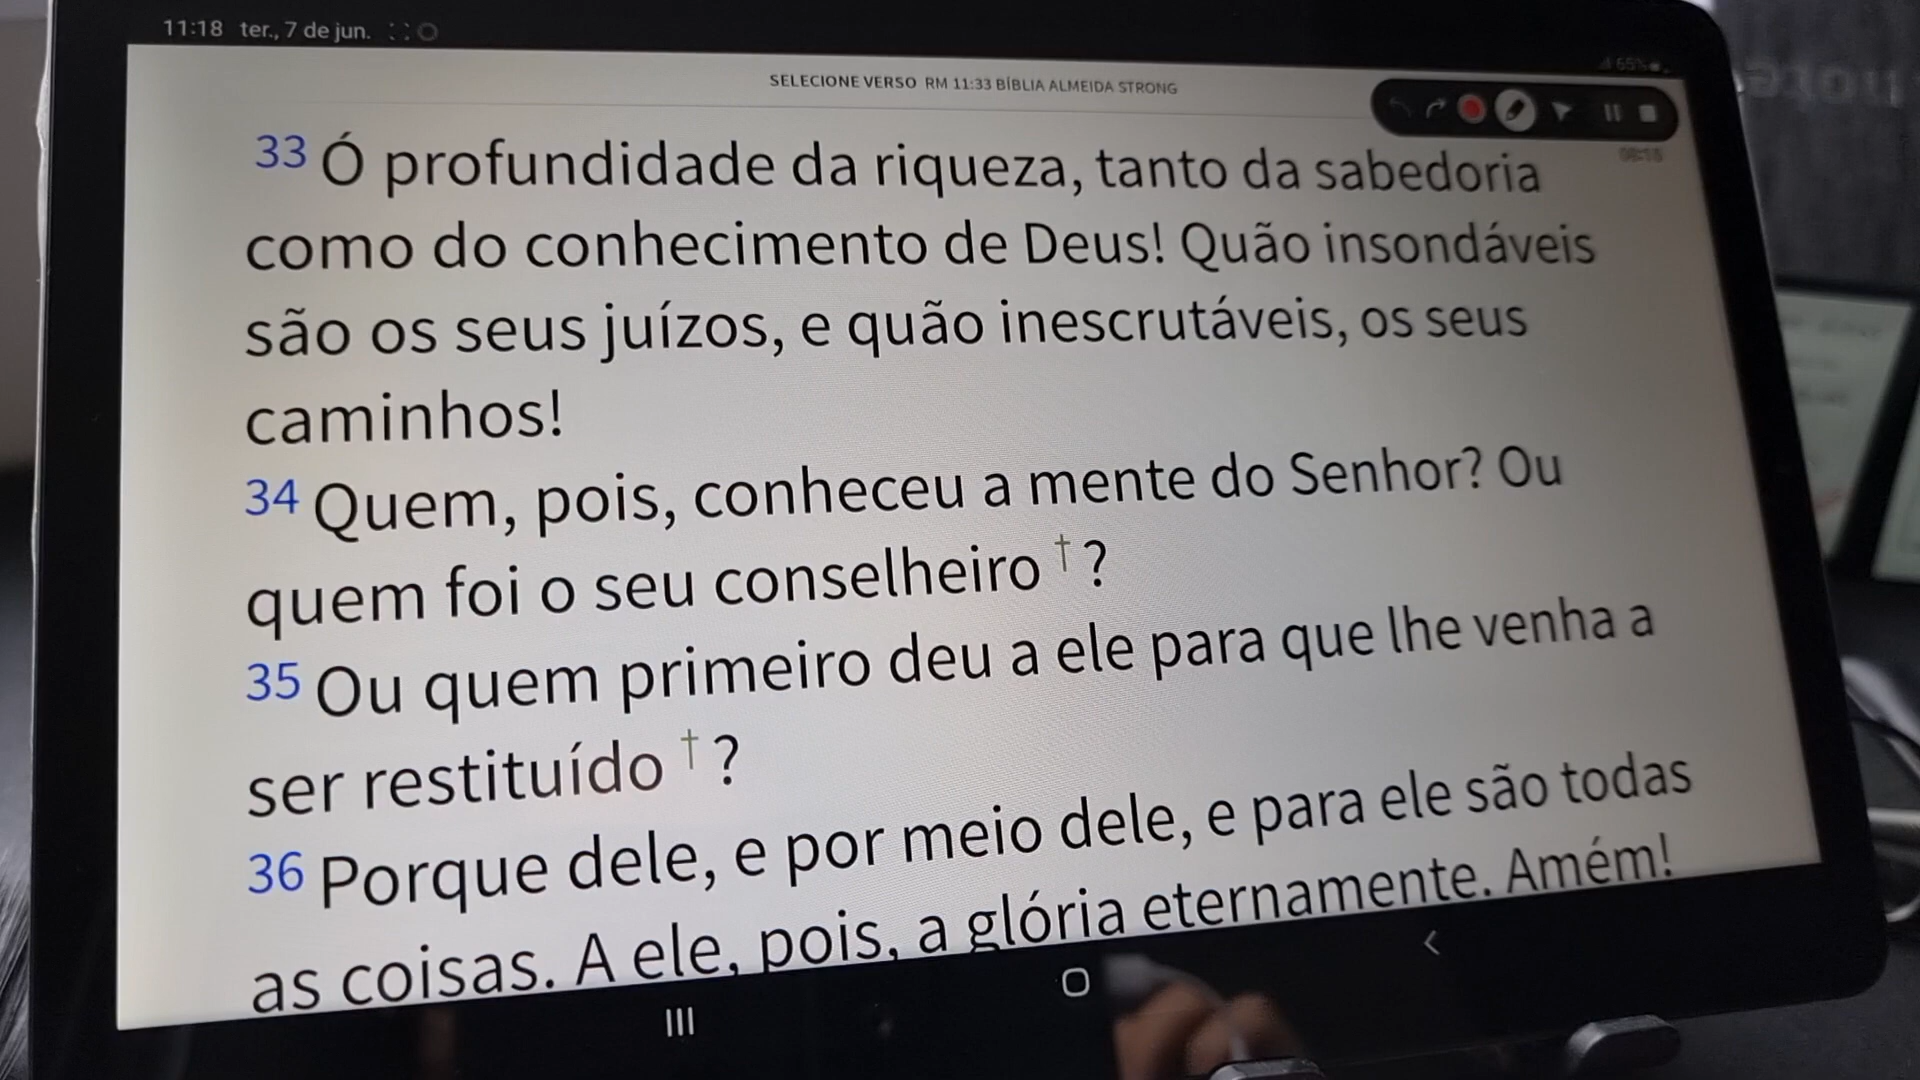 11:18 ter., 7 de jun.
65%
SELECIONE VERSO RM 11:33 BÍBLIA ALMEIDA STRONG
33 Ó profundidade da riqueza, tanto da sabedoria
como do conhecimento de Deus! Quão insondáveis
são os seus juízos, e quão inescrutáveis, os seus
caminhos!
34 Quem, pois, conheceu a mente do Senhor? Ou
quem foi o seu conselheiro † ?
35 Ou quem primeiro deu a ele para que lhe venha a
ser restituído † ?
36 Porque dele, e por meio dele, e para ele são todas
as coisas. A ele, pois, a glória eternamente. Amém!